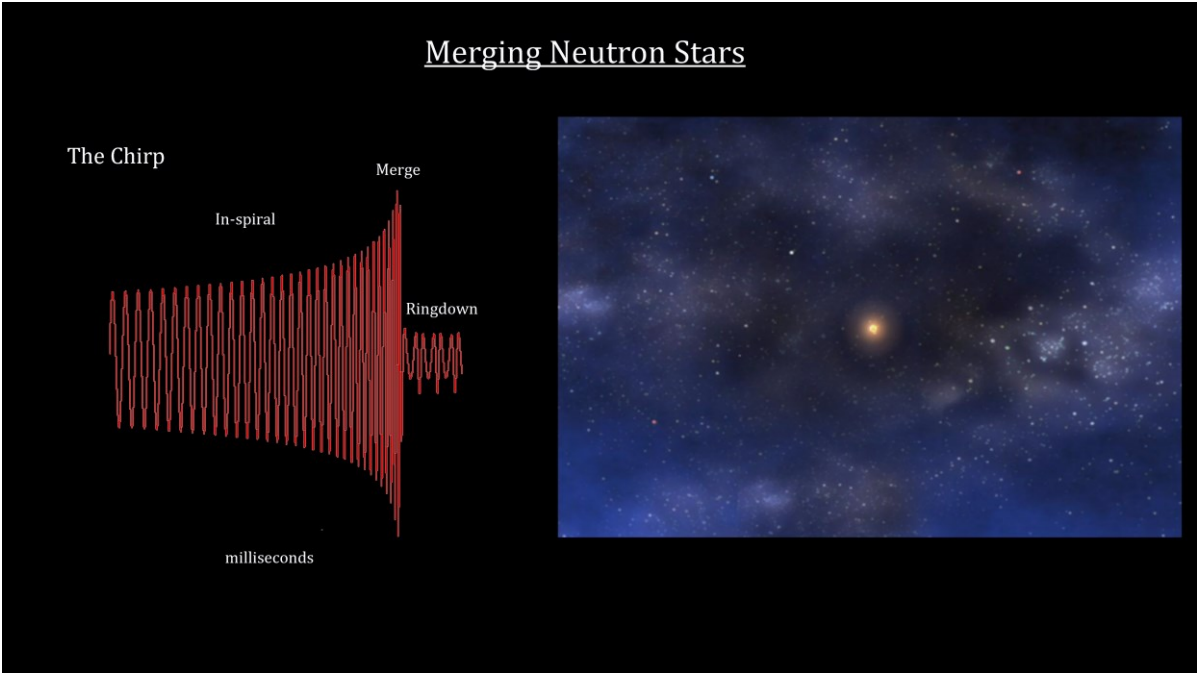 Merging Neutron Stars
The Chirp
Merge
In-spiral
Ringdown
milliseconds